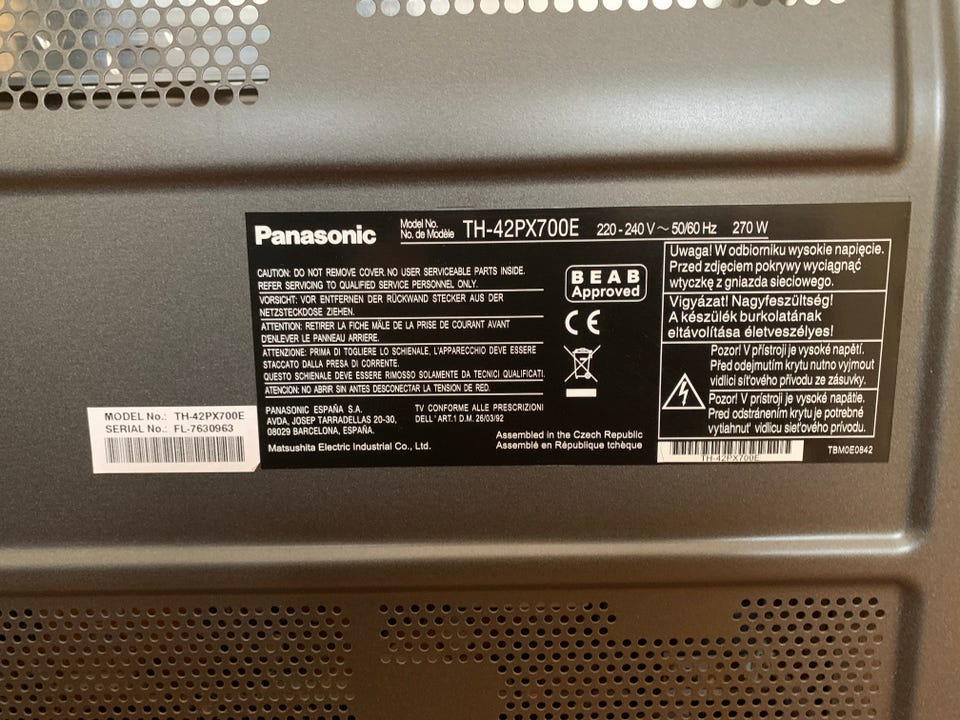 Panasonic
Model No.
No. de Modèle
TH-42PX700E
220 - 240 V ~ 50/60 Hz 270 W
CAUTION: DO NOT REMOVE COVER. NO USER SERVICEABLE PARTS INSIDE.
REFER SERVICING TO QUALIFIED SERVICE PERSONNEL ONLY.
VORSICHT: VOR ENTFERNEN DER RÜCKWAND STECKER AUS DER
NETZSTECKDOSE ZIEHEN.
ATTENTION: RETIRER LA FICHE MÂLE DE LA PRISE DE COURANT AVANT
D'ENLEVER LE PANNEAU ARRIERE.
ATTENZIONE: PRIMA DI TOGLIERE LO SCHIENALE, L'APPARECCHIO DEVE ESSERE
STACCATO DALLA PRESA DI CORRENTE.
QUESTO SCHIENALE DEVE ESSERE RIMOSSO SOLAMENTE DA TECNICI QUALIFICATI.
ATENCION: NO ABRIR SIN ANTES DESCONECTAR LA TENSION DE RED.
PANASONIC ESPAÑA S.A.
AVDA, JOSEP TARRADELLAS 20-30,
08029 BARCELONA, ESPAÑA.
TV CONFORME ALLE PRESCRIZIONI
DELL'ART.1 D.M. 26/03/92
Matsushita Electric Industrial Co., Ltd.
Assembled in the Czech Republic
Assemblé en République tchèque
BEAB
Approved
CE
Uwaga! W odbiorniku wysokie napięcie.
Przed zdjęciem pokrywy wyciągnąć
wtyczkę z gniazda sieciowego.
Vigyázat! Nagyfeszültség!
A készülék burkolatának
eltávolítása életveszélyes!
Pozor! V přístroji je vysoké napětí.
Před odejmutím krytu nutno vyjmout
vidlici síťového přívodu ze zásuvky.
Pozor! V prístroji je vysoké napätie.
Pred odstránením krytu je potrebné
vytiahnut' vidlicu siet'ového prívodu.
TH-42PX700E
TBM0E0842
MODEL No.: TH-42PX700E
SERIAL No.: FL-7630963